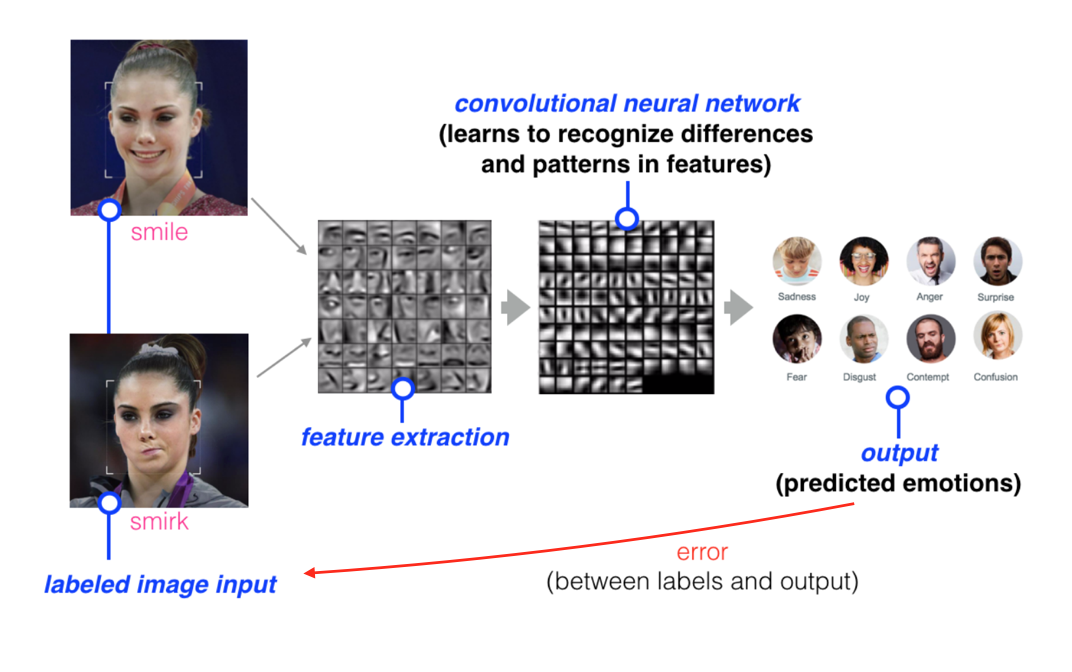 convolutional neural network
(learns to recognize differences
and patterns in features)
smile
Sadness
Joy
Anger
Surprise
Fear
Disgust
Contempt
Confusion
feature extraction
output
(predicted emotions)
smirk
error
(between labels and output)
labeled image input